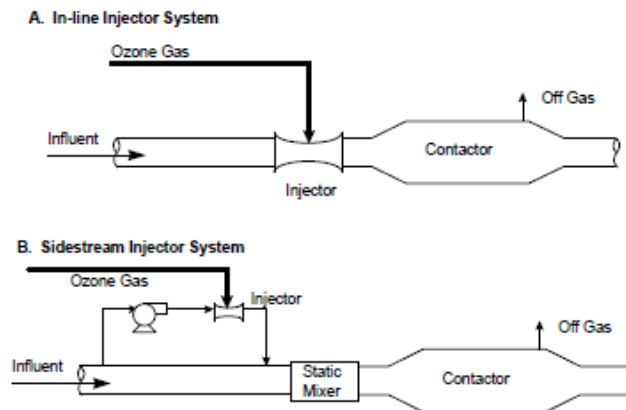 A. In-line Injector System
Ozone Gas
Off Gas
Influent
Contactor
Injector
B. Sidestream Injector System
Ozone Gas
Injector
Off Gas
Influent
Static
Mixer
Contactor